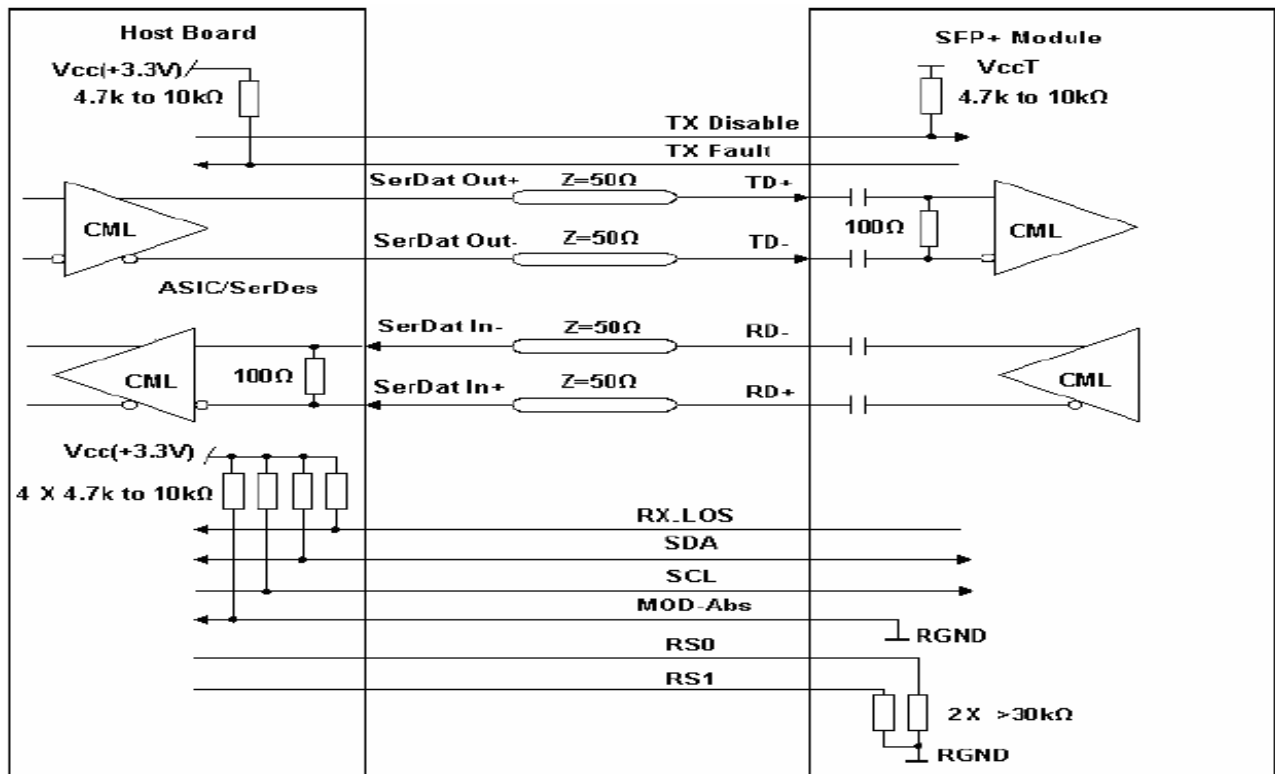 Host Board
SFP+ Module
Vcc(+3.3V)
VccT
4.7k to 10kΩ
4.7k to 10kΩ
TX Disable
TX Fault
SerDat Out+
Z=50Ω
TD+
CML
100Ω
CML
SerDat Out-
Z=50Ω
TD-
ASIC/SerDes
SerDat In-
Z=50Ω
RD-
CML
100Ω
CML
SerDat In+
Z=50Ω
RD+
Vcc(+3.3V)
4 X 4.7k to 10kΩ
RX_LOS
SDA
SCL
MOD-Abs
RGND
RS0
RS1
2 X >30kΩ
RGND